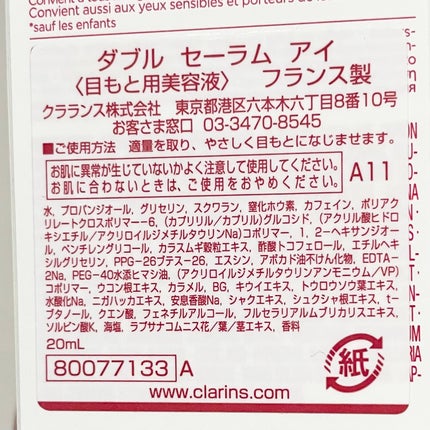 Convient aussi aux yeux sensibles et porteurs de
*sauf les enfants
ダブル セーラム アイ
〈目もと用美容液〉 フランス製
クラランス株式会社 東京都港区六本木六丁目8番10号
お客さま窓口 03-3470-8545
■ご使用方法 適量を取り、やさしく目もとになじませます。
お肌に異常が生じていないかよく注意して使用してください。
お肌に合わないときは、ご使用をおやめください。
A11
水、プロパンジオール、グリセリン、スクワラン、窒化ホウ素、カフェイン、ポリアク
リレートクロスポリマー-6、(カプリリル/カプリル)グルコシド、(アクリル酸ヒド
ロキシエチル/アクリロイルジメチルタウリンNa)コポリマー、1, 2-ヘキサンジオー
ル、ペンチレングリコール、カラスムギ穀粒エキス、酢酸トコフェロール、エチルヘキ
シルグリセリン、PPG-26ブテス-26、エスシン、アボカド油不けん化物、EDTA-
2Na、PEG-40水添ヒマシ油、(アクリロイルジメチルタウリンアンモニウム/VP)
コポリマー、ウコン根エキス、カラメル、BG、キウイエキス、トウロウソウ葉エキス、
水酸化Na、ニガハッカエキス、安息香酸Na、シャクエキス、シュクシャ根エキス、t-
ブタノール、クエン酸、フェネチルアルコール、フルセラリアルムブリカリスエキス、
ソルビン酸K、海塩、ラプサナコムニス花/葉/茎エキス、香料
20mL
80077133 A
紙
www.clarins.com